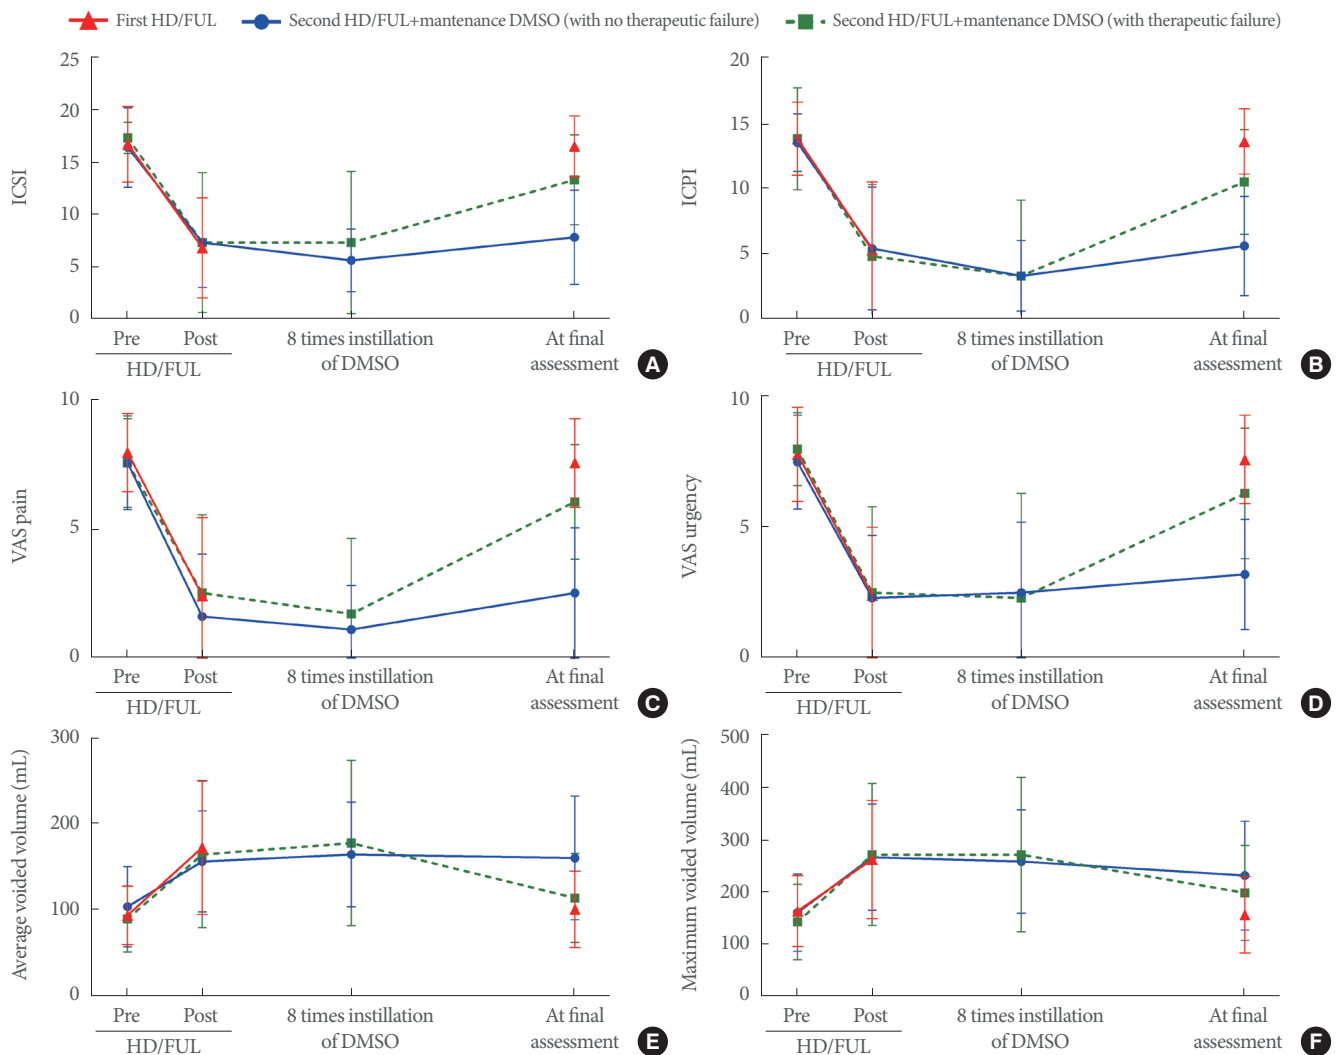 First HD/FUL Second HD/FUL+mantenance DMSO (with no therapeutic failure) Second HD/FUL+mantenance DMSO (with therapeutic failure)
25
20
15
10
5
0
ICSI
Pre Post 8 times instillation At final
HD/FUL of DMSO assessment
A
20
15
10
5
0
ICPI
Pre Post 8 times instillation At final
HD/FUL of DMSO assessment
B
10
5
0
VAS pain
Pre Post 8 times instillation At final
HD/FUL of DMSO assessment
C
10
5
0
VAS urgency
Pre Post 8 times instillation At final
HD/FUL of DMSO assessment
D
300
200
100
0
Average voided volume (mL)
Pre Post 8 times instillation At final
HD/FUL of DMSO assessment
E
500
400
300
200
100
0
Maximum voided volume (mL)
Pre Post 8 times instillation At final
HD/FUL of DMSO assessment
F